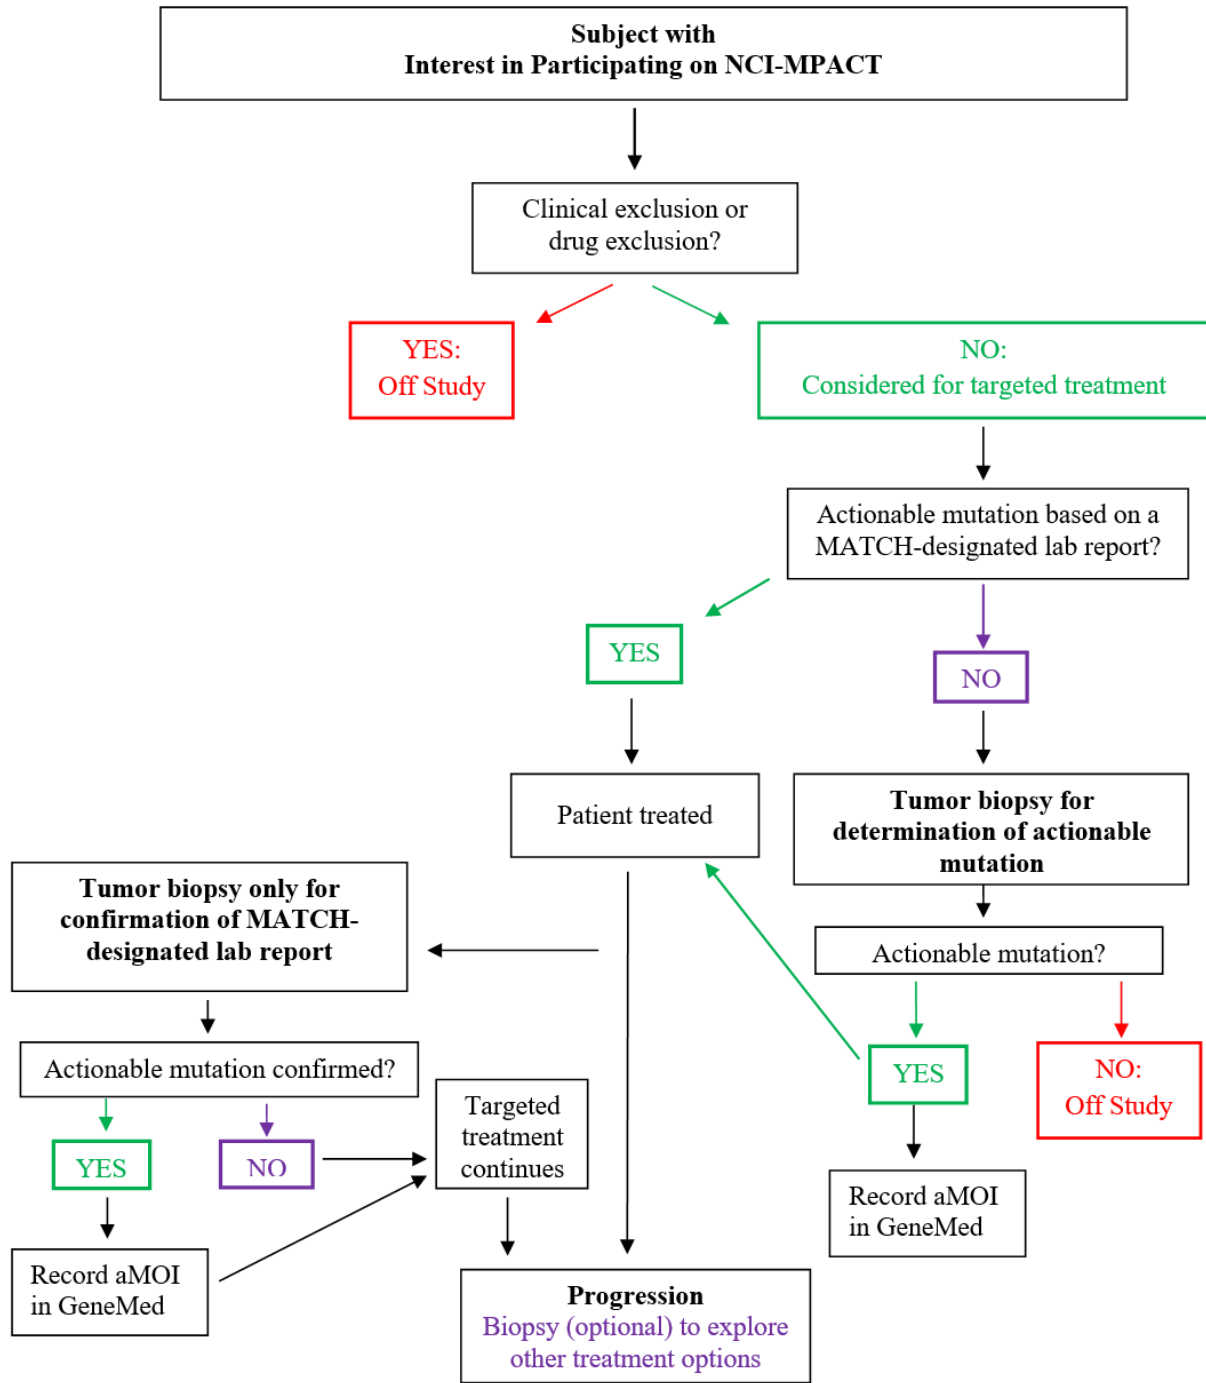 Subject with
Interest in Participating on NCI-MPACT
Clinical exclusion or
drug exclusion?
YES:
Off Study
NO:
Considered for targeted treatment
Actionable mutation based on a
MATCH-designated lab report?
YES
NO
Patient treated
Tumor biopsy for
determination of actionable
mutation
Tumor biopsy only for
confirmation of MATCH-
designated lab report
Actionable mutation?
Actionable mutation confirmed?
YES
NO:
Off Study
Targeted
treatment
continues
YES
NO
Record aMOI
in GeneMed
Record aMOI
in GeneMed
Progression
Biopsy (optional) to explore
other treatment options